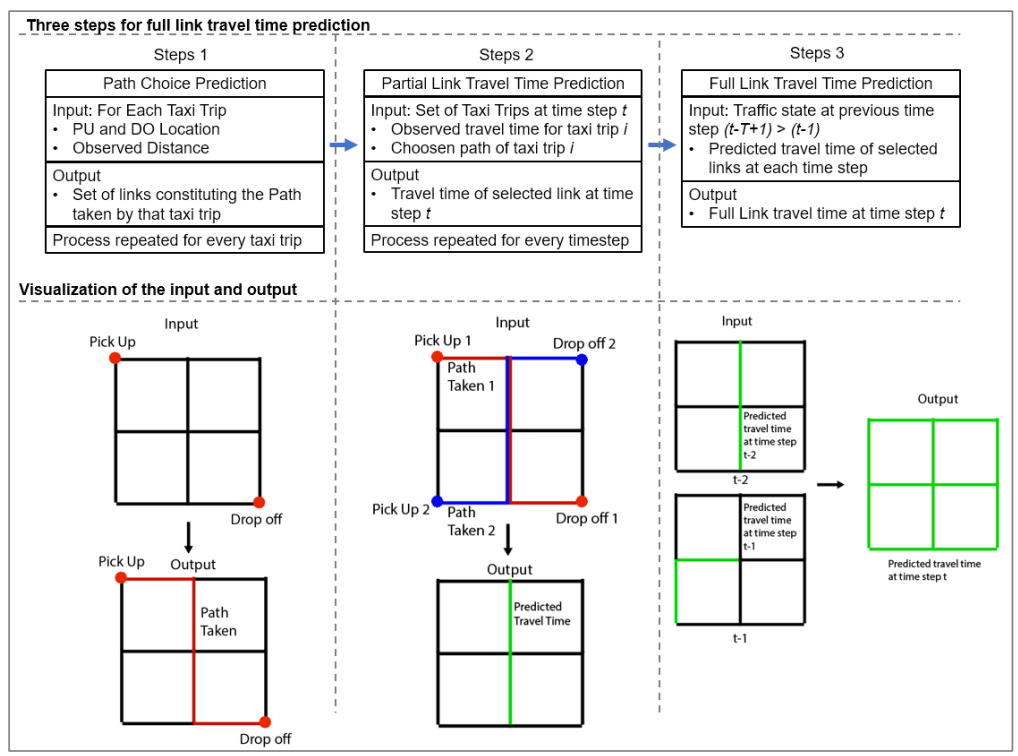 Three steps for full link travel time prediction
Steps 1
Path Choice Prediction
Input: For Each Taxi Trip
• PU and DO Location
• Observed Distance
Output
• Set of links constituting the Path
taken by that taxi trip
Process repeated for every taxi trip
Steps 2
Partial Link Travel Time Prediction
Input: Set of Taxi Trips at time step t
• Observed travel time for taxi trip i
• Choosen path of taxi trip i
Output
• Travel time of selected link at time
step t
Process repeated for every timestep
Steps 3
Full Link Travel Time Prediction
Input: Traffic state at previous time
step (t-T+1) > (t-1)
• Predicted travel time of selected
links at each time step
Output
• Full Link travel time at time step t
Visualization of the input and output
Input
Pick Up
Drop off
Pick Up
Output
Path
Taken
Drop off
Input
Pick Up 1
Drop off 2
Path
Taken 1
Pick Up 2
Path
Taken 2
Drop off 1
Output
Predicted
Travel Time
Input
Predicted
travel time
at time step
t-2
t-2
Predicted
travel time
at time step
t-1
t-1
Output
Predicted travel time
at time step t